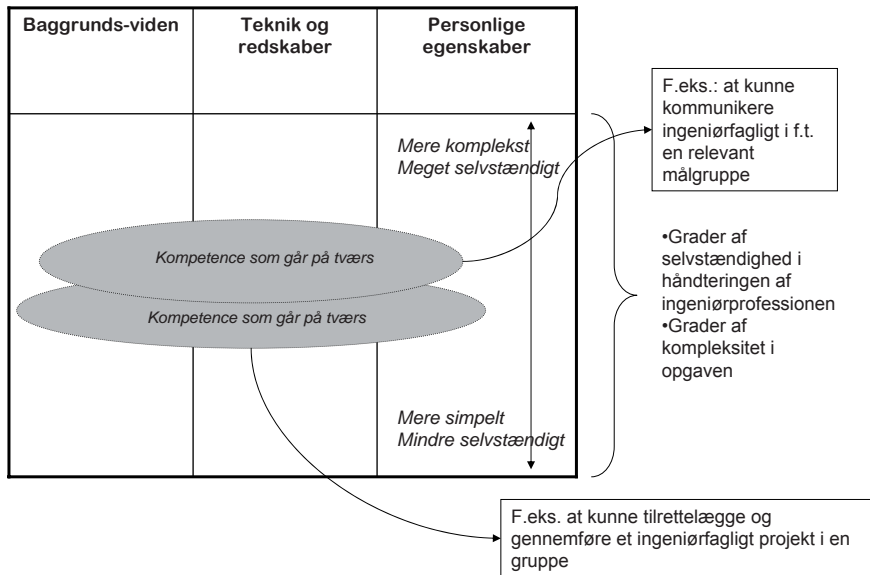 Baggrunds-viden
Teknik og
redskaber
Personlige
egenskaber
Mere komplekst
Meget selvstændigt
F.eks.: at kunne
kommunikere
ingeniørfagligt i f.t.
en relevant
målgruppe
Kompetence som går på tværs
Kompetence som går på tværs
•Grader af
selvstændighed i
håndteringen af
ingeniørprofessionen
•Grader af
kompleksitet i
opgaven
Mere simpelt
Mindre selvstændigt
F.eks. at kunne tilrettelægge og
gennemføre et ingeniørfagligt projekt i en
gruppe